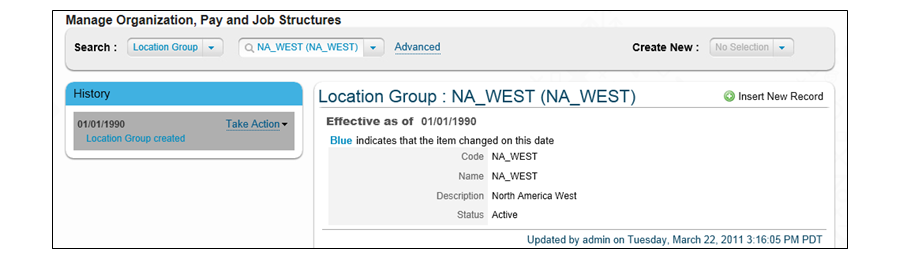 Manage Organization, Pay and Job Structures
Search : Location Group NA_WEST (NA_WEST) Advanced Create New : No Selection
History
01/01/1990 Take Action
Location Group created
Location Group : NA_WEST (NA_WEST) Insert New Record
Effective as of 01/01/1990
Blue indicates that the item changed on this date
Code NA_WEST
Name NA_WEST
Description North America West
Status Active
Updated by admin on Tuesday, March 22, 2011 3:16:05 PM PDT